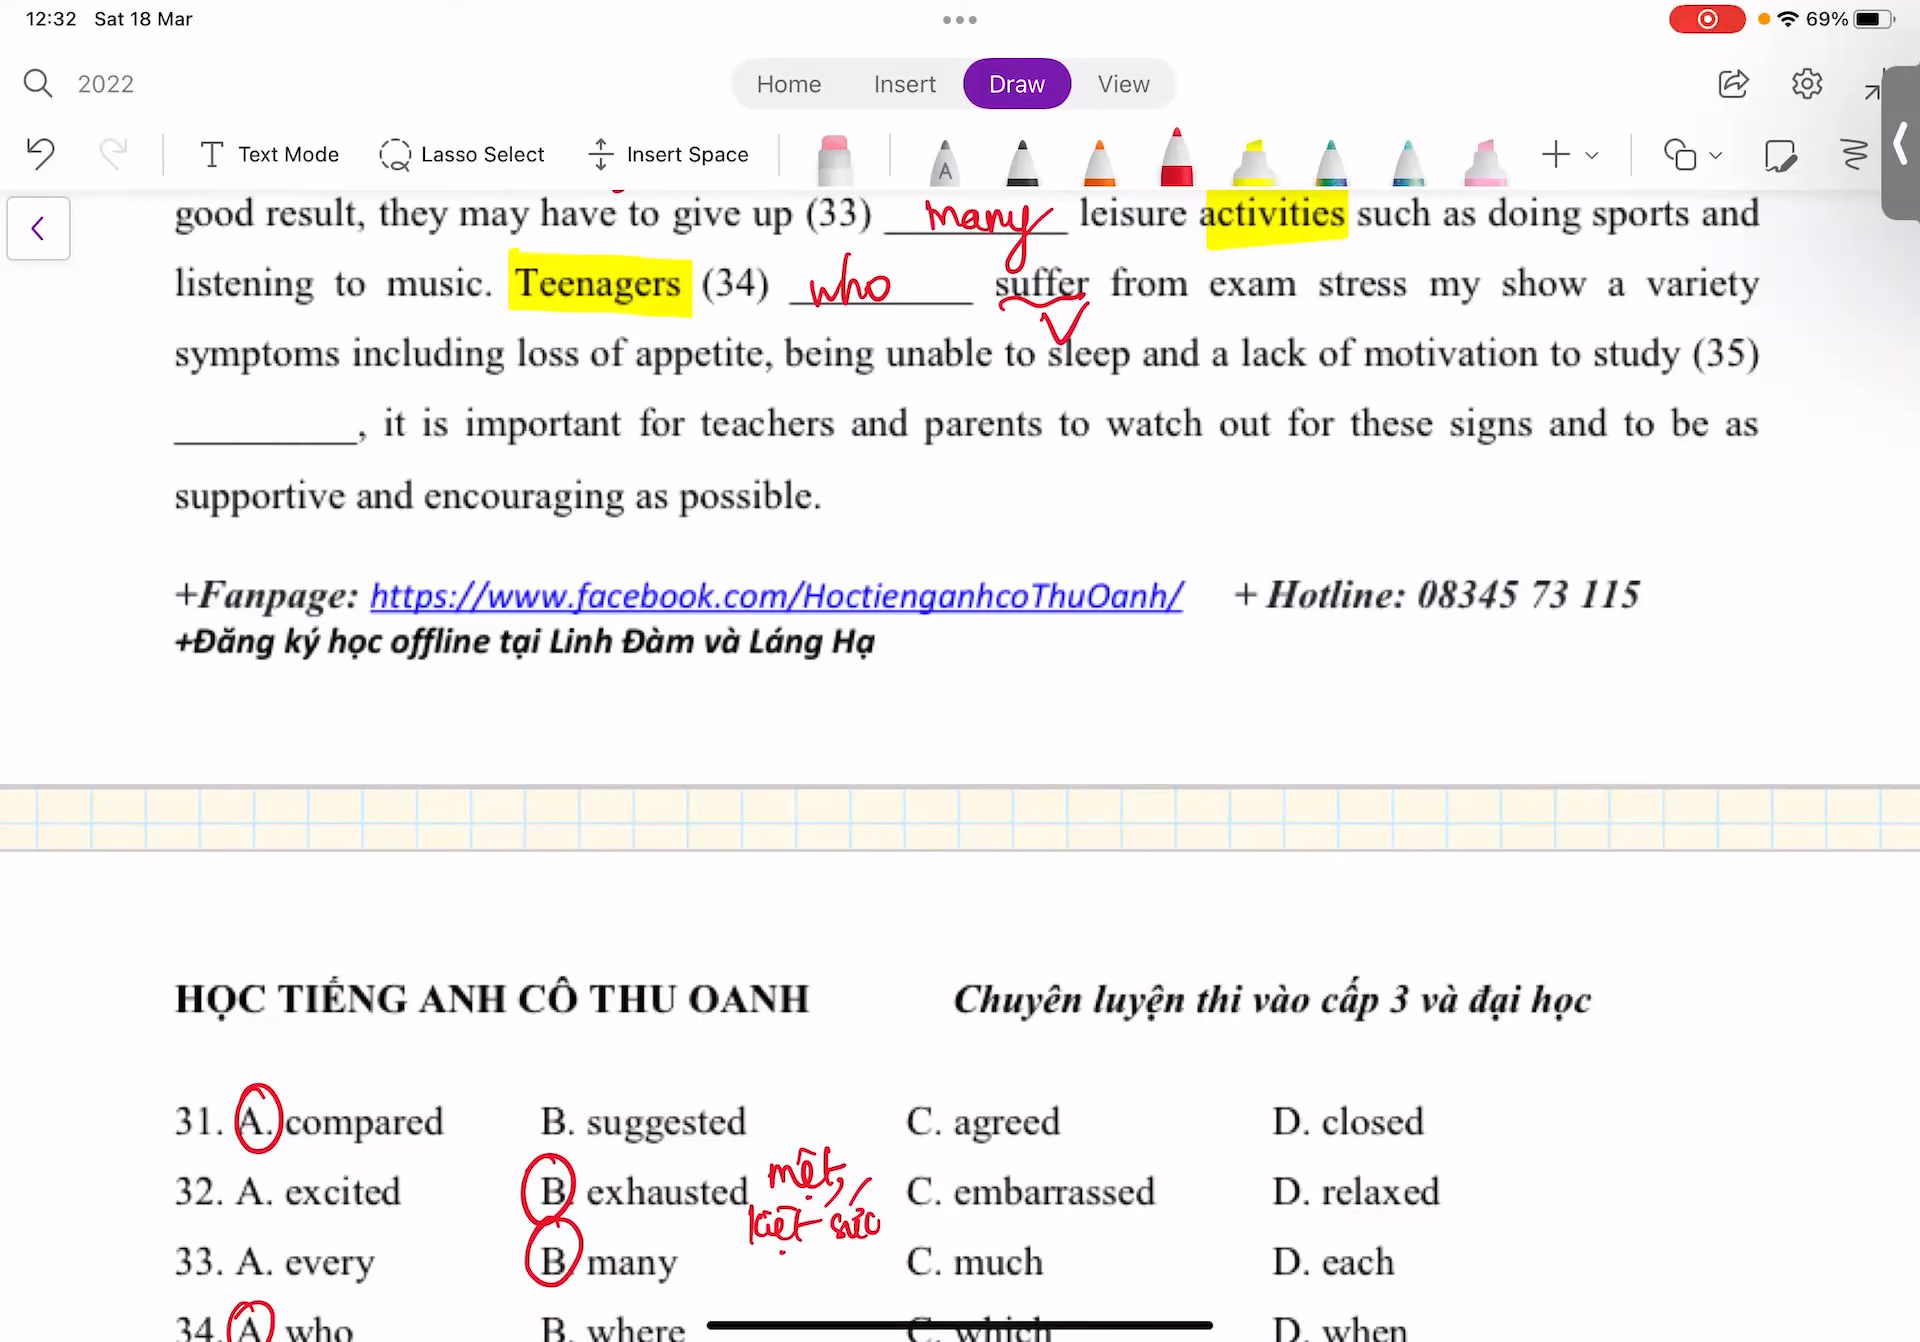 12:32 Sat 18 Mar 69%
2022 Home Insert Draw View
Text Mode Lasso Select Insert Space A
good result, they may have to give up (33) many leisure activities such as doing sports and
listening to music. Teenagers (34) who suffer from exam stress my show a variety
V
symptoms including loss of appetite, being unable to sleep and a lack of motivation to study (35)
__________, it is important for teachers and parents to watch out for these signs and to be as
supportive and encouraging as possible.
+Fanpage: https://www.facebook.com/HoctienganhcoThuOanh/ + Hotline: 08345 73 115
+Đăng ký học offline tại Linh Đàm và Láng Hạ
HỌC TIẾNG ANH CÔ THU OANH Chuyên luyện thi vào cấp 3 và đại học
31. A. compared B. suggested C. agreed D. closed
32. A. excited B. exhausted mệt, C. embarrassed D. relaxed
kiệt sức
33. A. every B. many C. much D. each
34. A. who B. where C. which D. when